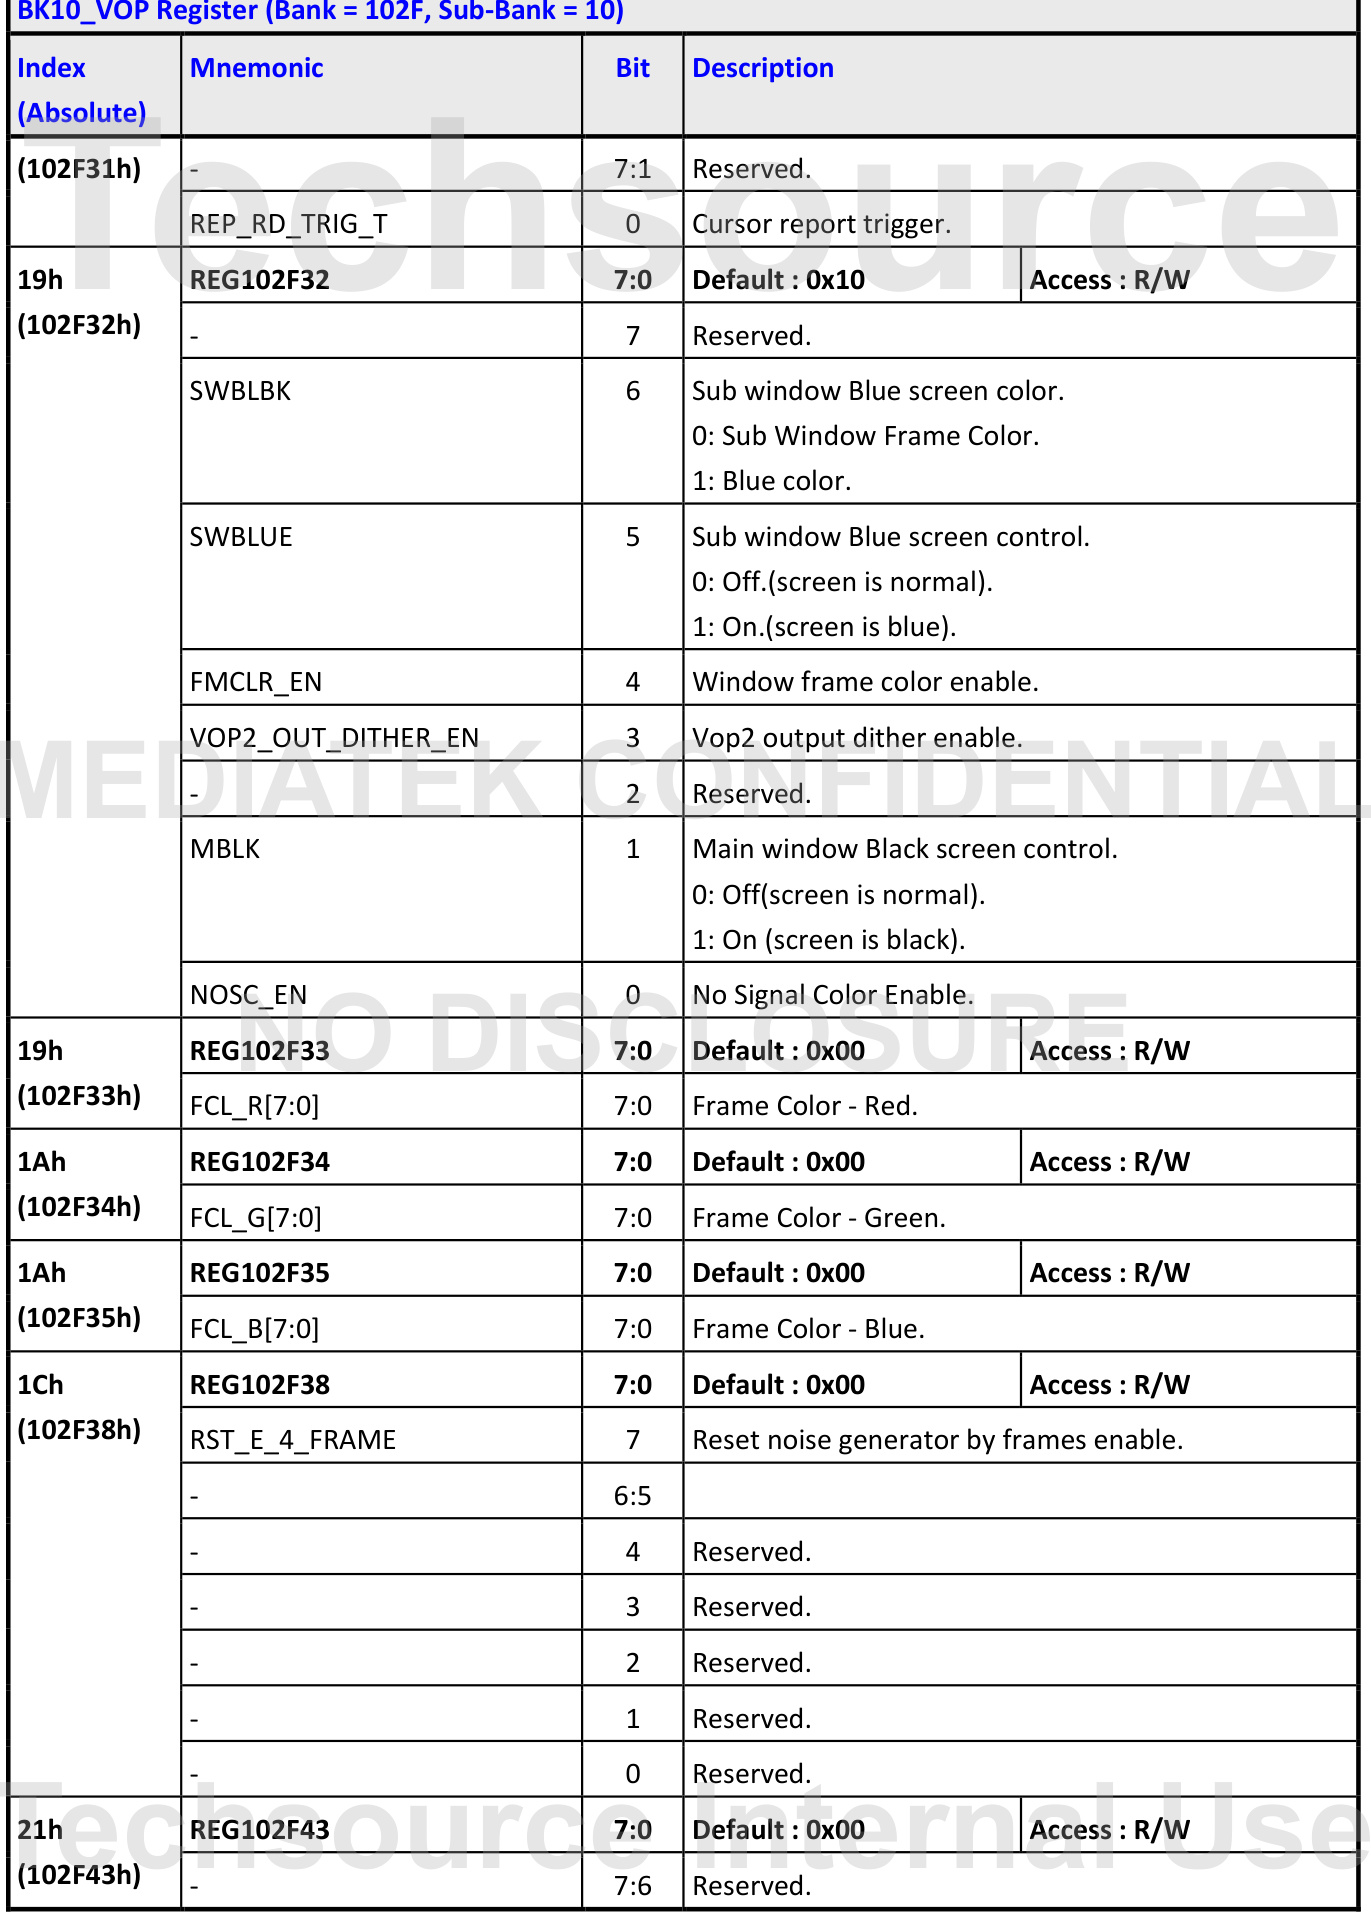 BK10_VOP Register (Bank = 102F, Sub-Bank = 10)
Index (Absolute) Mnemonic Bit Description
(102F31h) - 7:1 Reserved.
REP_RD_TRIG_T 0 Cursor report trigger.
19h (102F32h) REG102F32 7:0 Default : 0x10 Access : R/W
- 7 Reserved.
SWBLBK 6 Sub window Blue screen color.
0: Sub Window Frame Color.
1: Blue color.
SWBLUE 5 Sub window Blue screen control.
0: Off.(screen is normal).
1: On.(screen is blue).
FMCLR_EN 4 Window frame color enable.
VOP2_OUT_DITHER_EN 3 Vop2 output dither enable.
- 2 Reserved.
MBLK 1 Main window Black screen control.
0: Off(screen is normal).
1: On (screen is black).
NOSC_EN 0 No Signal Color Enable.
19h (102F33h) REG102F33 7:0 Default : 0x00 Access : R/W
FCL_R[7:0] 7:0 Frame Color - Red.
1Ah (102F34h) REG102F34 7:0 Default : 0x00 Access : R/W
FCL_G[7:0] 7:0 Frame Color - Green.
1Ah (102F35h) REG102F35 7:0 Default : 0x00 Access : R/W
FCL_B[7:0] 7:0 Frame Color - Blue.
1Ch (102F38h) REG102F38 7:0 Default : 0x00 Access : R/W
RST_E_4_FRAME 7 Reset noise generator by frames enable.
- 6:5
- 4 Reserved.
- 3 Reserved.
- 2 Reserved.
- 1 Reserved.
- 0 Reserved.
21h (102F43h) REG102F43 7:0 Default : 0x00 Access : R/W
- 7:6 Reserved.
Techsource
MEDIATEK CONFIDENTIAL
NO DISCLOSURE
Techsource Internal Use